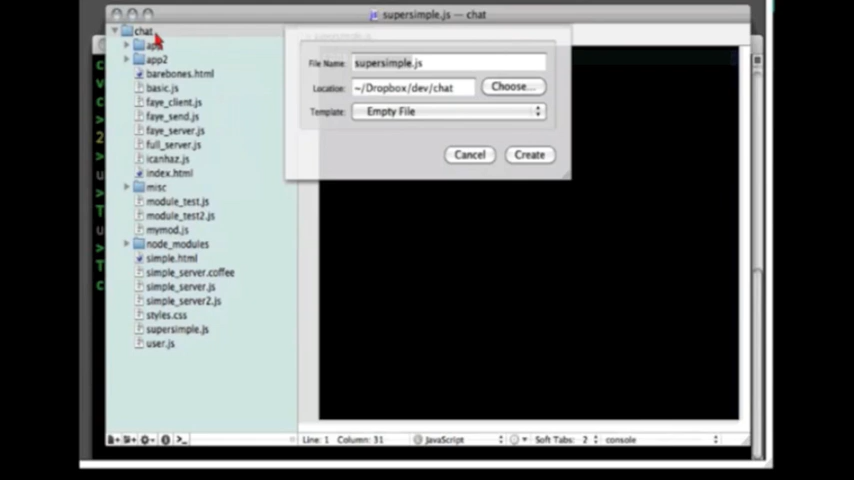 supersimple.js — chat
chat
app2
barebones.html
basic.js
faye_client.js
faye_send.js
faye_server.js
full_server.js
icanhaz.js
index.html
misc
module_test.js
module_test2.js
mymod.js
node_modules
simple.html
simple_server.coffee
simple_server.js
simple_server2.js
styles.css
supersimple.js
user.js
File Name: supersimple.js
Location: ~/Dropbox/dev/chat Choose...
Template: Empty File
Cancel Create
Line: 1 Column: 31 JavaScript Soft Tabs: 2 console